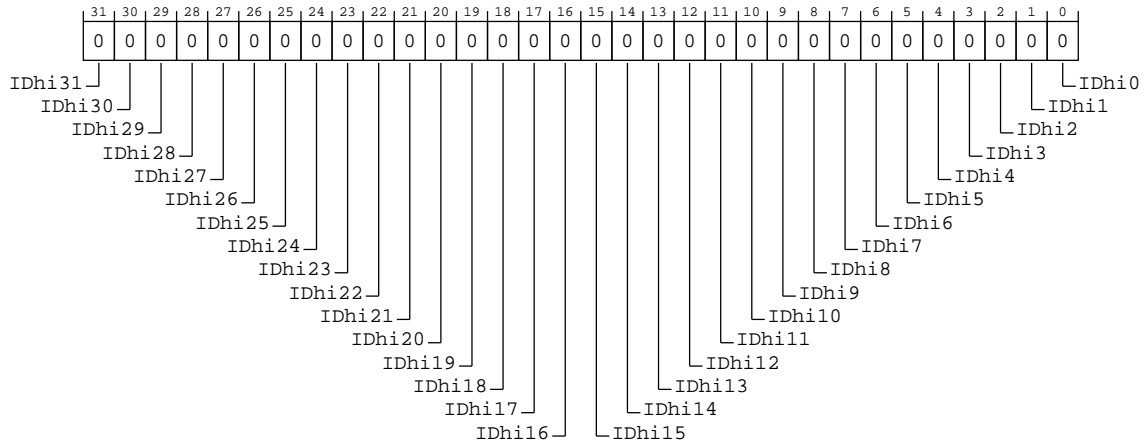 31 30 29 28 27 26 25 24 23 22 21 20 19 18 17 16 15 14 13 12 11 10 9 8 7 6 5 4 3 2 1 0
0 0 0 0 0 0 0 0 0 0 0 0 0 0 0 0 0 0 0 0 0 0 0 0 0 0 0 0 0 0 0 0
IDhi31 IDhi0
IDhi30 IDhi1
IDhi29 IDhi2
IDhi28 IDhi3
IDhi27 IDhi4
IDhi26 IDhi5
IDhi25 IDhi6
IDhi24 IDhi7
IDhi23 IDhi8
IDhi22 IDhi9
IDhi21 IDhi10
IDhi20 IDhi11
IDhi19 IDhi12
IDhi18 IDhi13
IDhi17 IDhi14
IDhi16 IDhi15